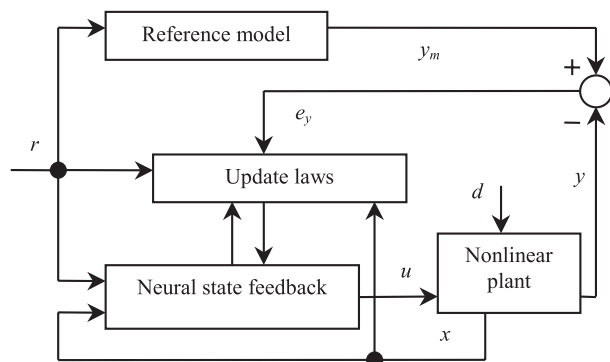 Reference model
y_m
+
−
e_y
r
Update laws
y
d
Neural state feedback
u
Nonlinear
plant
x